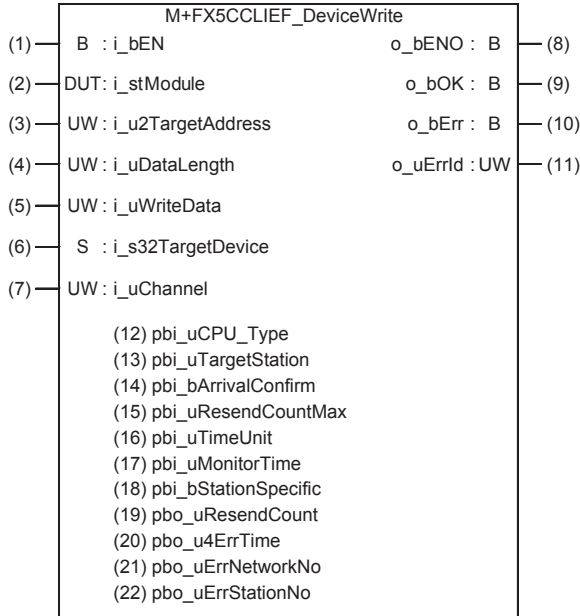 M+FX5CCLIEF_DeviceWrite
(1) B : i_bEN o_bENO : B (8)
(2) DUT: i_stModule o_bOK : B (9)
(3) UW : i_u2TargetAddress o_bErr : B (10)
(4) UW : i_uDataLength o_uErrId : UW (11)
(5) UW : i_uWriteData
(6) S : i_s32TargetDevice
(7) UW : i_uChannel
(12) pbi_uCPU_Type
(13) pbi_uTargetStation
(14) pbi_bArrivalConfirm
(15) pbi_uResendCountMax
(16) pbi_uTimeUnit
(17) pbi_uMonitorTime
(18) pbi_bStationSpecific
(19) pbo_uResendCount
(20) pbo_u4ErrTime
(21) pbo_uErrNetworkNo
(22) pbo_uErrStationNo